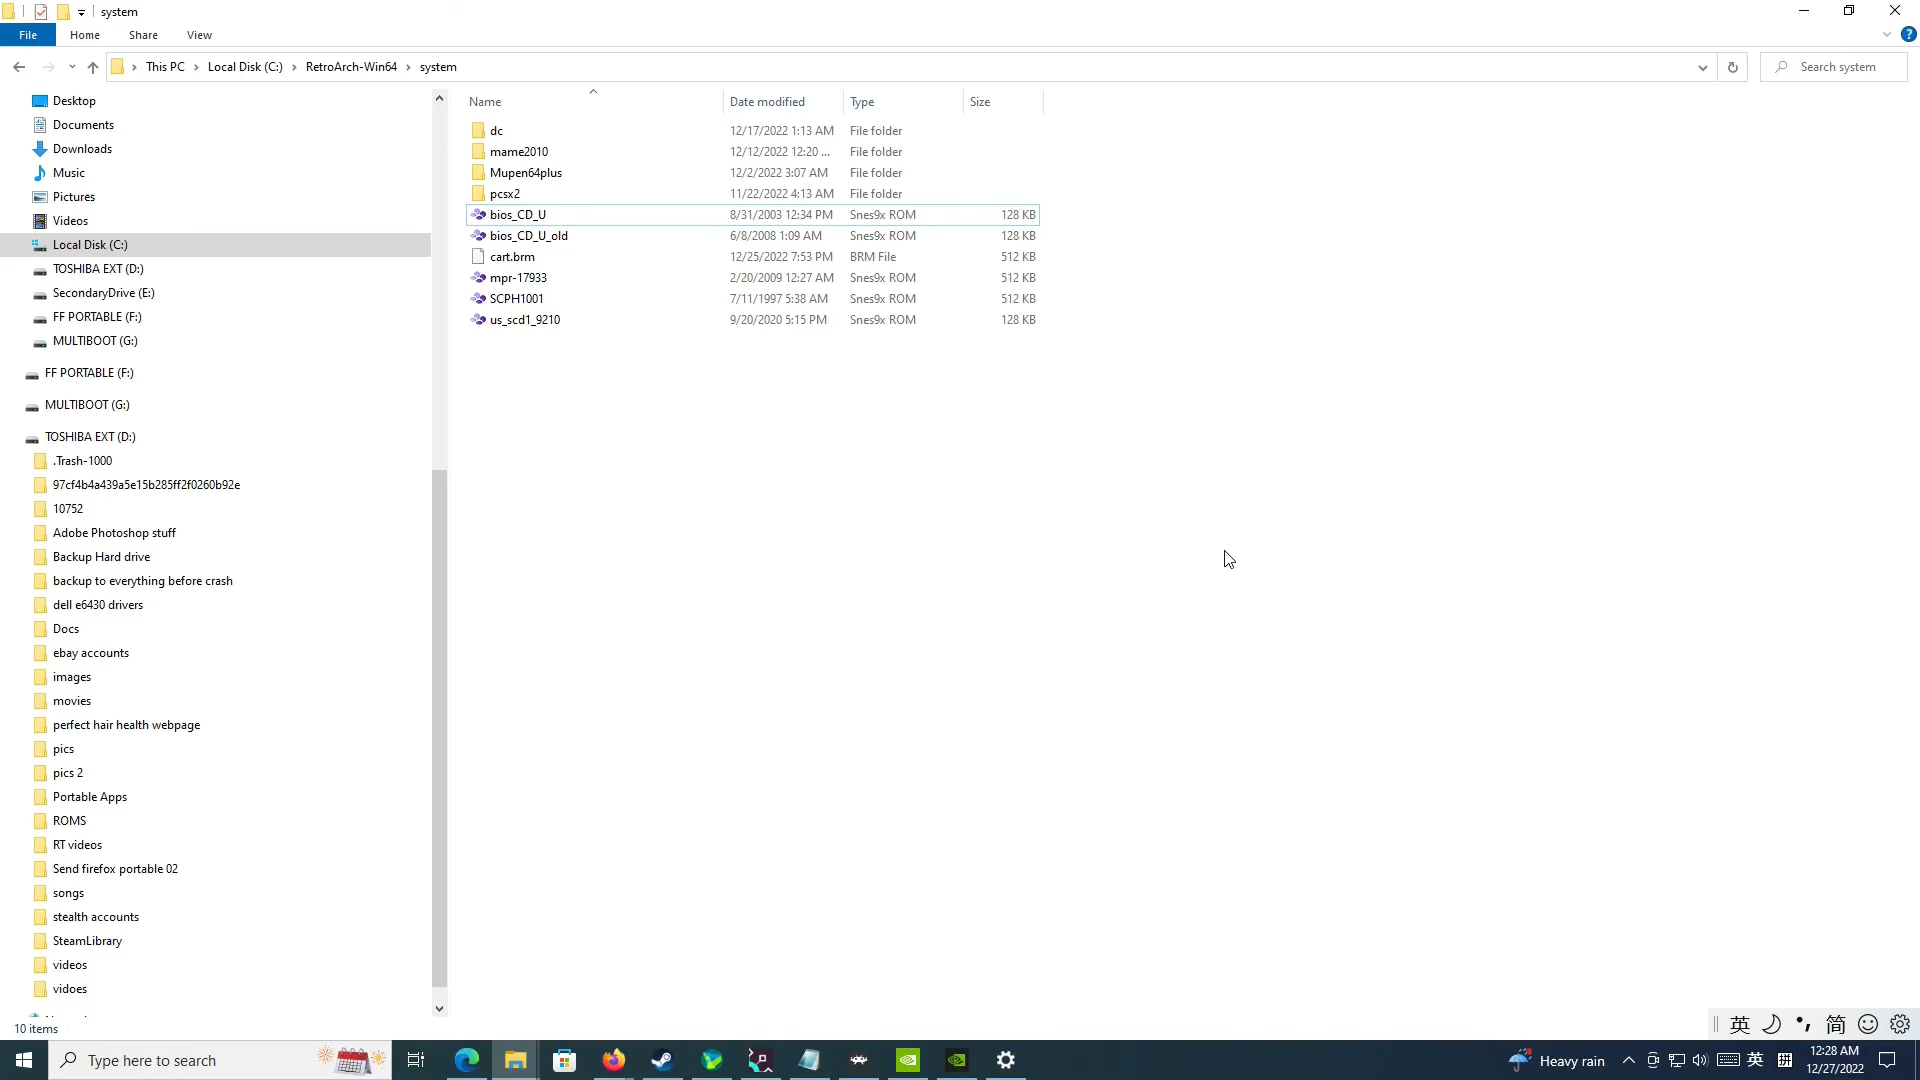 system
File Home Share View
This PC Local Disk (C:) RetroArch-Win64 system
Search system
Desktop
Documents
Downloads
Music
Pictures
Videos
Local Disk (C:)
TOSHIBA EXT (D:)
SecondaryDrive (E:)
FF PORTABLE (F:)
MULTIBOOT (G:)
FF PORTABLE (F:)
MULTIBOOT (G:)
TOSHIBA EXT (D:)
.Trash-1000
97cf4b4a439a5e15b285ff2f0260b92e
10752
Adobe Photoshop stuff
Backup Hard drive
backup to everything before crash
dell e6430 drivers
Docs
ebay accounts
images
movies
perfect hair health webpage
pics
pics 2
Portable Apps
ROMS
RT videos
Send firefox portable 02
songs
stealth accounts
SteamLibrary
videos
vidoes
Name Date modified Type Size
dc 12/17/2022 1:13 AM File folder
mame2010 12/12/2022 12:20 ... File folder
Mupen64plus 12/2/2022 3:07 AM File folder
pcsx2 11/22/2022 4:13 AM File folder
bios_CD_U 8/31/2003 12:34 PM Snes9x ROM 128 KB
bios_CD_U_old 6/8/2008 1:09 AM Snes9x ROM 128 KB
cart.brm 12/25/2022 7:53 PM BRM File 512 KB
mpr-17933 2/20/2009 12:27 AM Snes9x ROM 512 KB
SCPH1001 7/11/1997 5:38 AM Snes9x ROM 512 KB
us_scd1_9210 9/20/2020 5:15 PM Snes9x ROM 128 KB
10 items
英 简
Type here to search
Heavy rain
英 拼
12:28 AM
12/27/2022